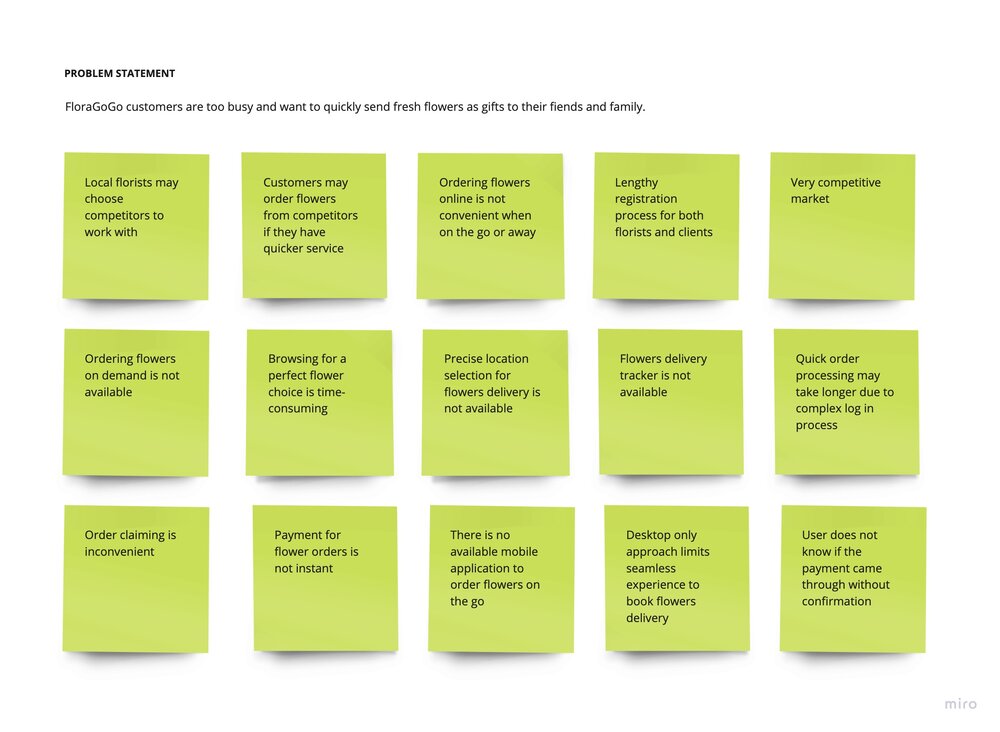 PROBLEM STATEMENT
FloraGoGo customers are too busy and want to quickly send fresh flowers as gifts to their fiends and family.
Local florists may
choose
competitors to
work with
Customers may
order flowers
from competitors
if they have
quicker service
Ordering flowers
online is not
convenient when
on the go or away
Lengthy
registration
process for both
florists and clients
Very competitive
market
Ordering flowers
on demand is not
available
Browsing for a
perfect flower
choice is time-
consuming
Precise location
selection for
flowers delivery is
not available
Flowers delivery
tracker is not
available
Quick order
processing may
take longer due to
complex log in
process
Order claiming is
inconvenient
Payment for
flower orders is
not instant
There is no
available mobile
application to
order flowers on
the go
Desktop only
approach limits
seamless
experience to
book flowers
delivery
User does not
know if the
payment came
through without
confirmation
miro